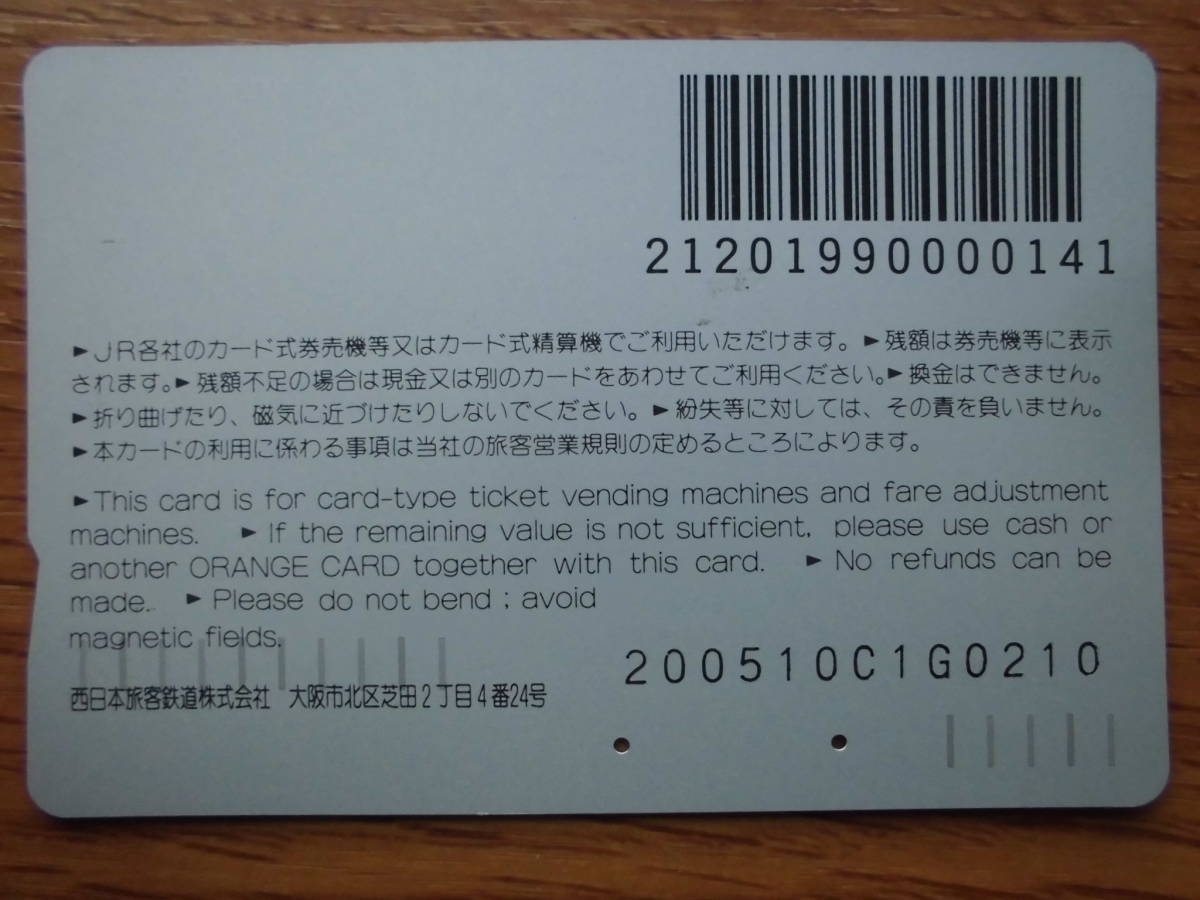 21201990000141
►JR各社のカード式券売機等又はカード式精算機でご利用いただけます。►残額は券売機等に表示
されます。►残額不足の場合は現金又は別のカードをあわせてご利用ください。►換金はできません。
►折り曲げたり、磁気に近づけたりしないでください。►紛失等に対しては、その責を負いません。
►本カードの利用に係わる事項は当社の旅客営業規則の定めるところによります。
►This card is for card-type ticket vending machines and fare adjustment
machines. ►If the remaining value is not sufficient, please use cash or
another ORANGE CARD together with this card. ►No refunds can be
made. ►Please do not bend ; avoid
magnetic fields.
200510C1G0210
西日本旅客鉄道株式会社 大阪市北区芝田2丁目4番24号